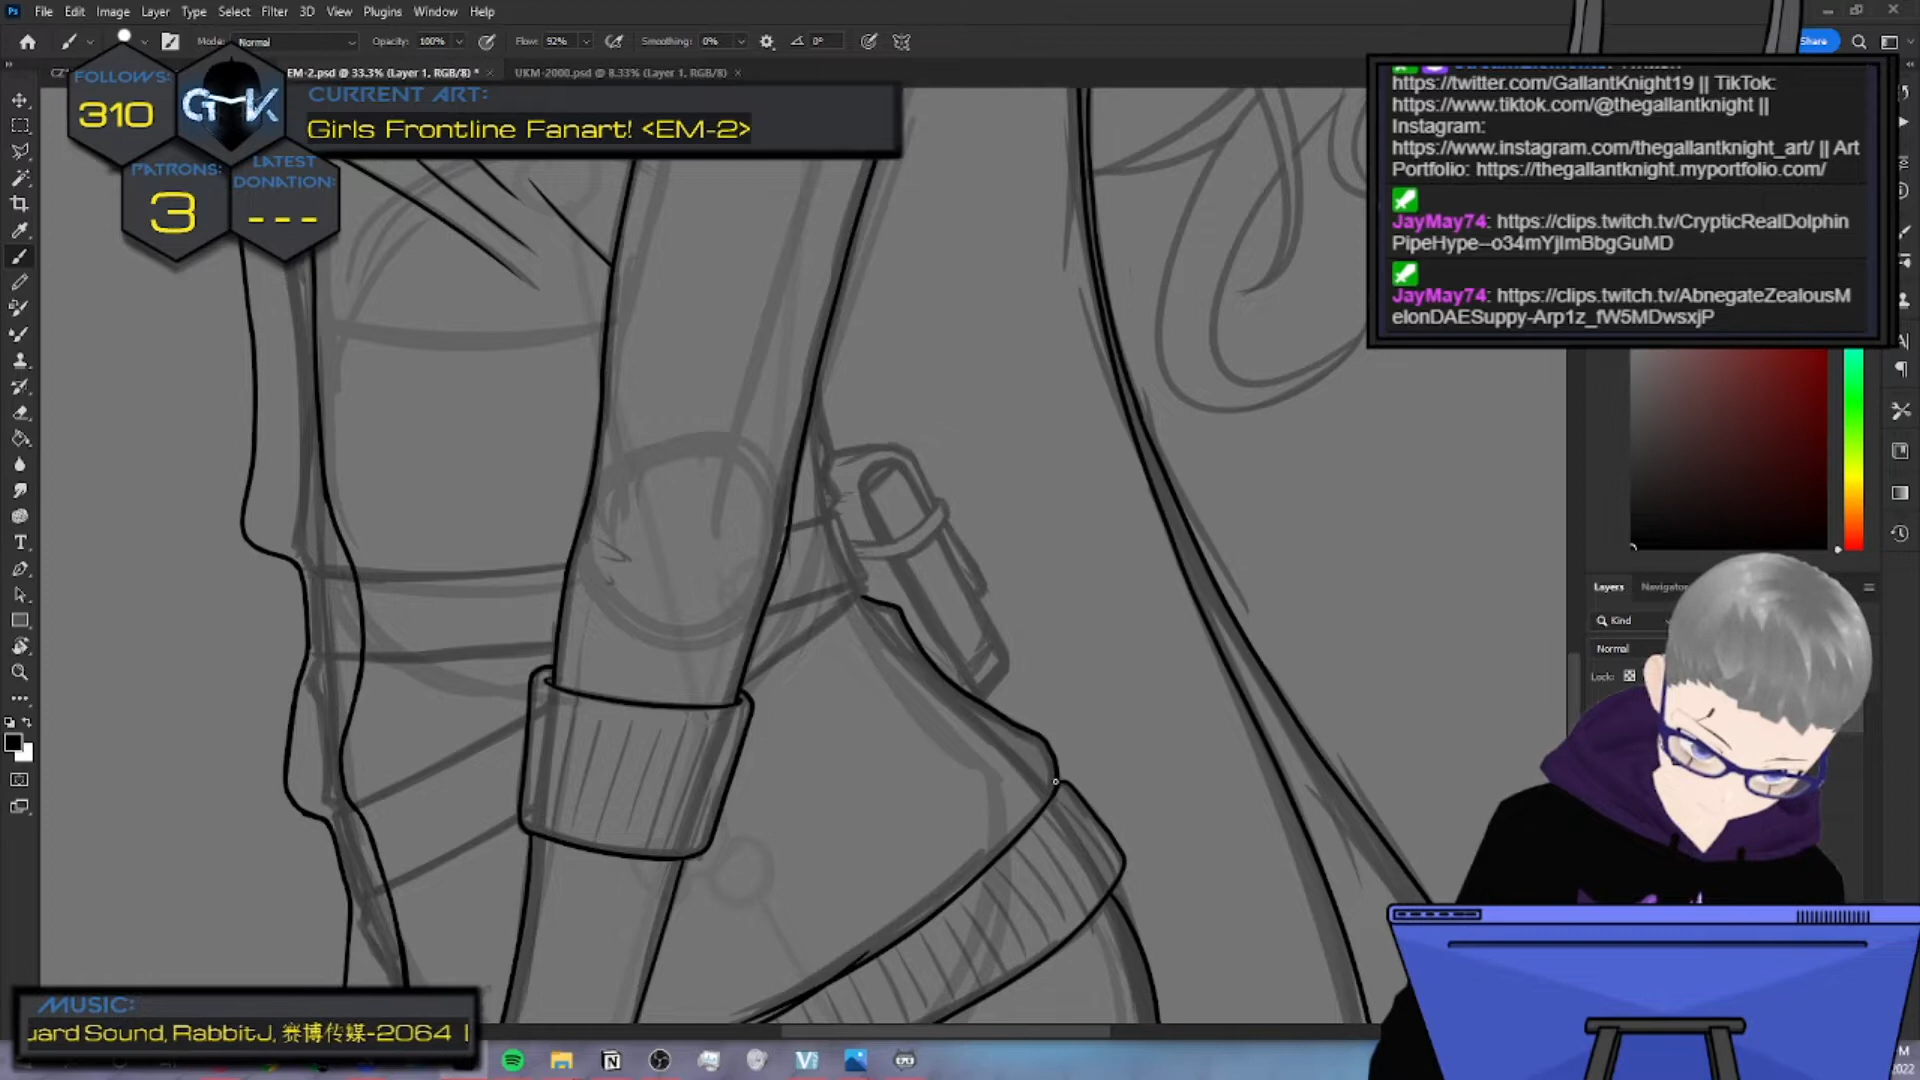 File Edit Image Layer Type Select Filter 3D View Plugins Window Help
Mode: Normal Opacity: 100% Flow: 92% Smoothing: 0% 0° Share
EM-2.psd @ 33.3% (Layer 1, RGB/8) * UKM-2000.psd @ 8.33% (Layer 1, RGB/8)
FOLLOWS:
310
GK
CURRENT ART:
Girls Frontline Fanart! <EM-2>
PATRONS:
3
LATEST
DONATION:
---
https://twitter.com/GallantKnight19 || TikTok:
https://www.tiktok.com/@thegallantknight ||
Instagram:
https://www.instagram.com/thegallantknight_art/ || Art
Portfolio: https://thegallantknight.myportfolio.com/
JayMay74: https://clips.twitch.tv/CrypticRealDolphin
PipeHype--o34mYjImBbgGuMD
JayMay74: https://clips.twitch.tv/AbnegateZealousM
elonDAESuppy-Arp1z_fW5MDwsxjP
Layers Navigator
Kind
Normal
Lock:
MUSIC:
uard Sound, RabbitJ, 赛博传媒-2064 |
2022